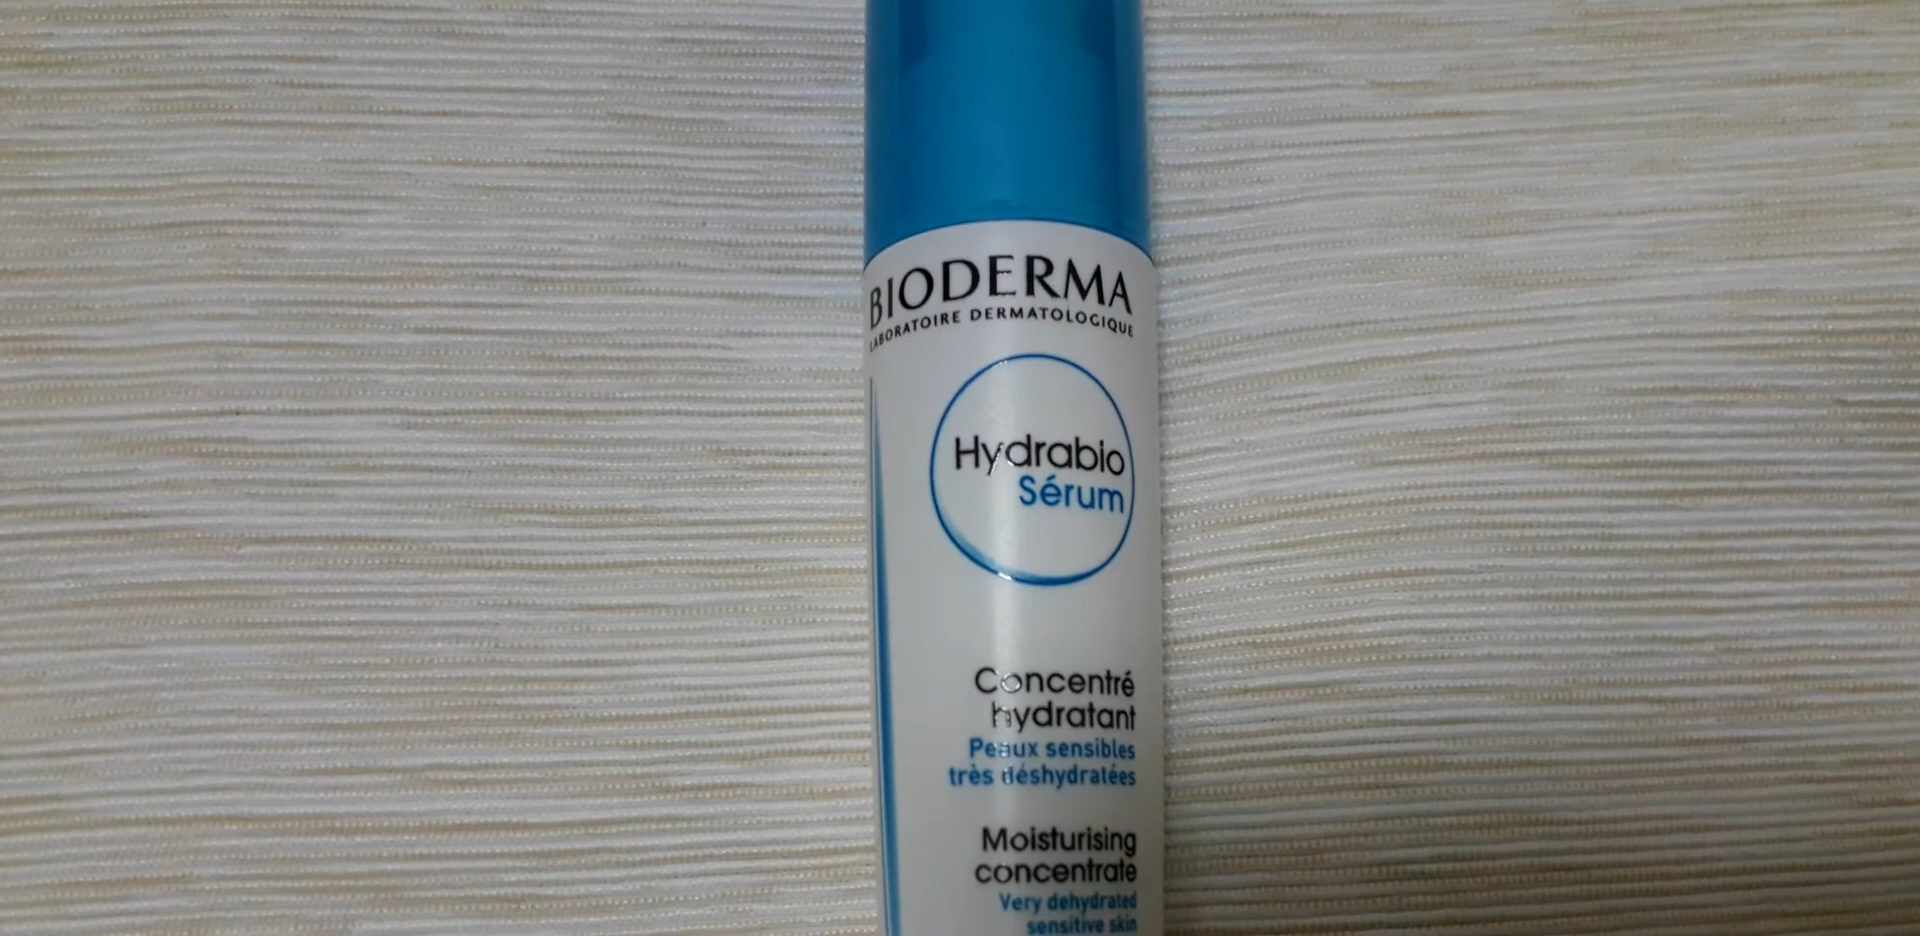 BIODERMA
LABORATOIRE DERMATOLOGIQUE
Hydrabio
Sérum
Concentré
hydratant
Peaux sensibles
très déshydratées
Moisturising
concentrate
Very dehydrated
sensitive skin